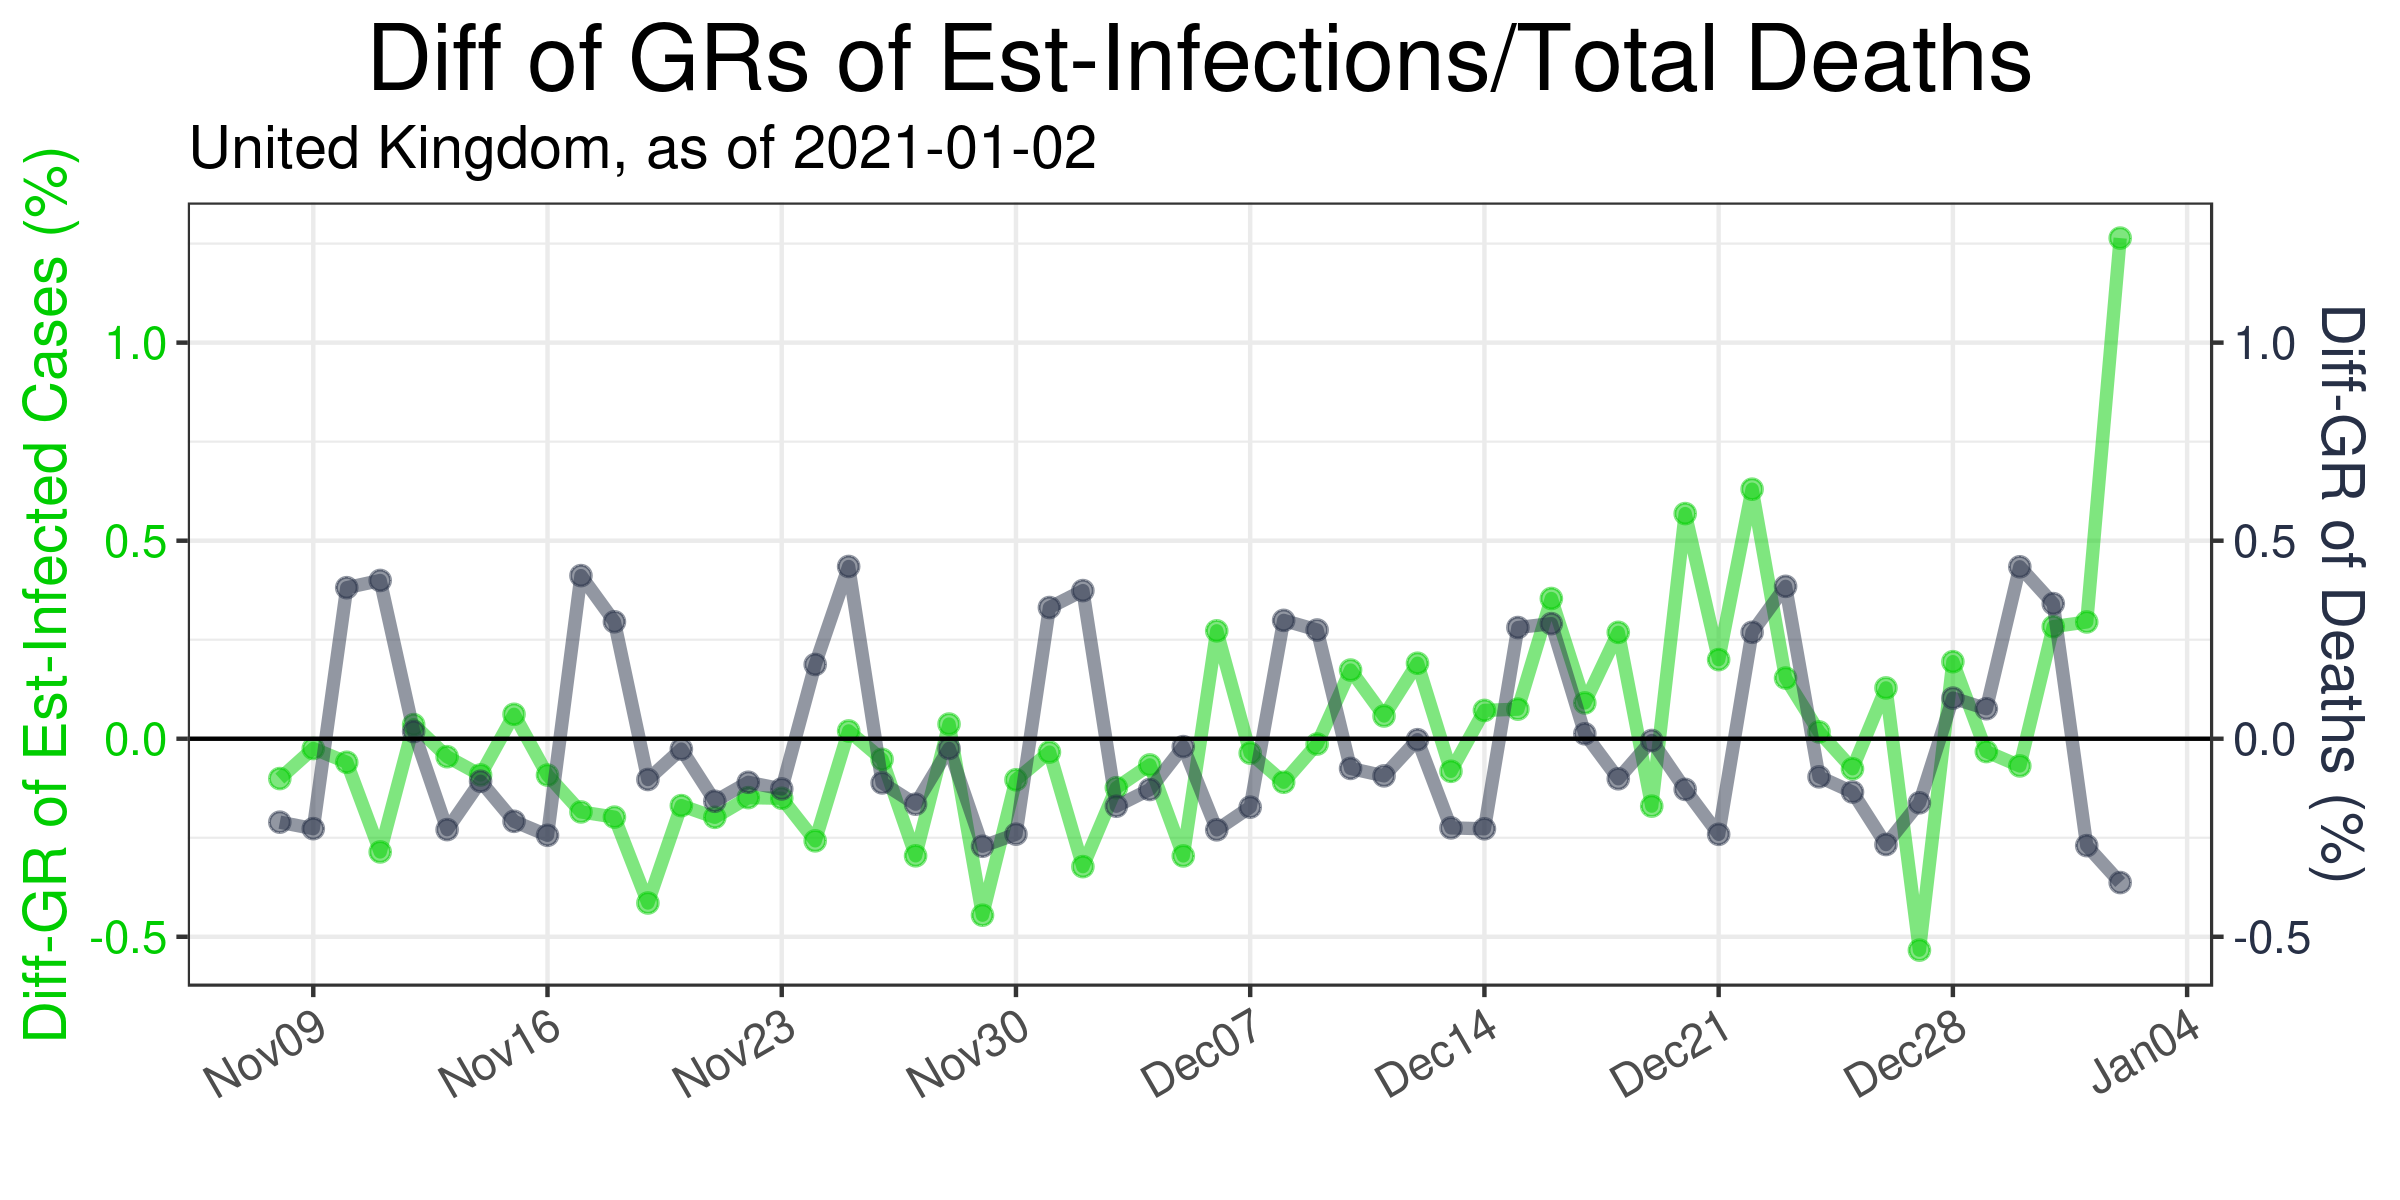 Diff of GRs of Est-Infections/Total Deaths
United Kingdom, as of 2021-01-02
Diff-GR of Est-Infected Cases (%)
1.0
0.5
0.0
-0.5
1.0
0.5
0.0
-0.5
Diff-GR of Deaths (%)
Nov09 Nov16 Nov23 Nov30 Dec07 Dec14 Dec21 Dec28 Jan04